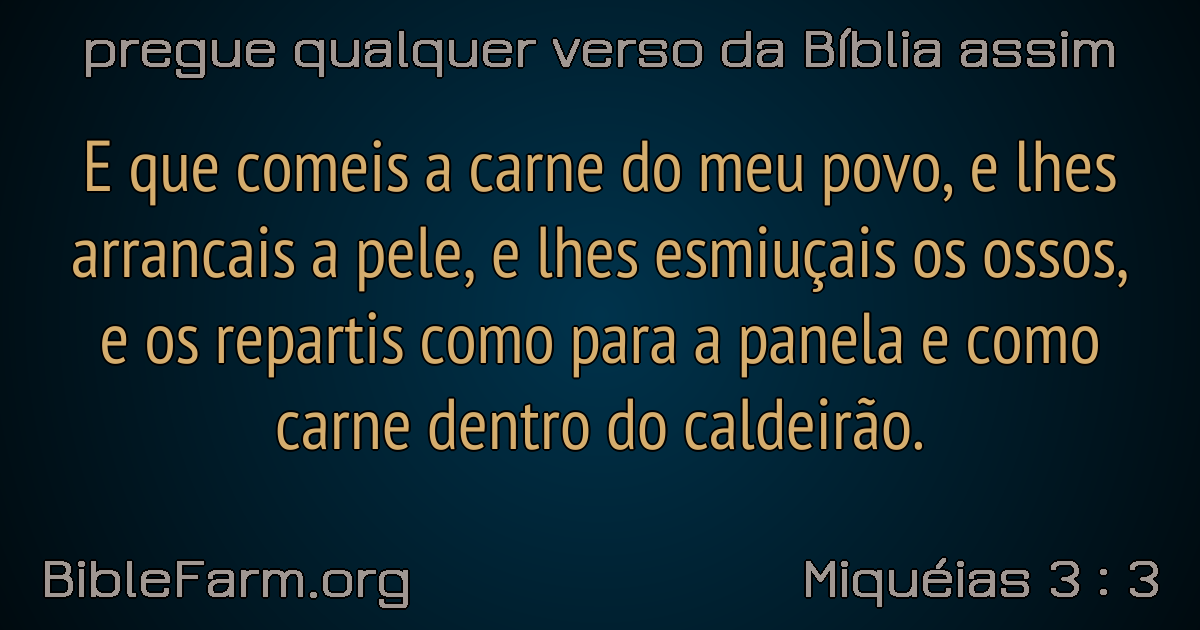 pregue qualquer verso da Bíblia assim
E que comeis a carne do meu povo, e lhes
arrancais a pele, e lhes esmiuçais os ossos,
e os repartis como para a panela e como
carne dentro do caldeirão.
BibleFarm.org
Miquéias 3 : 3